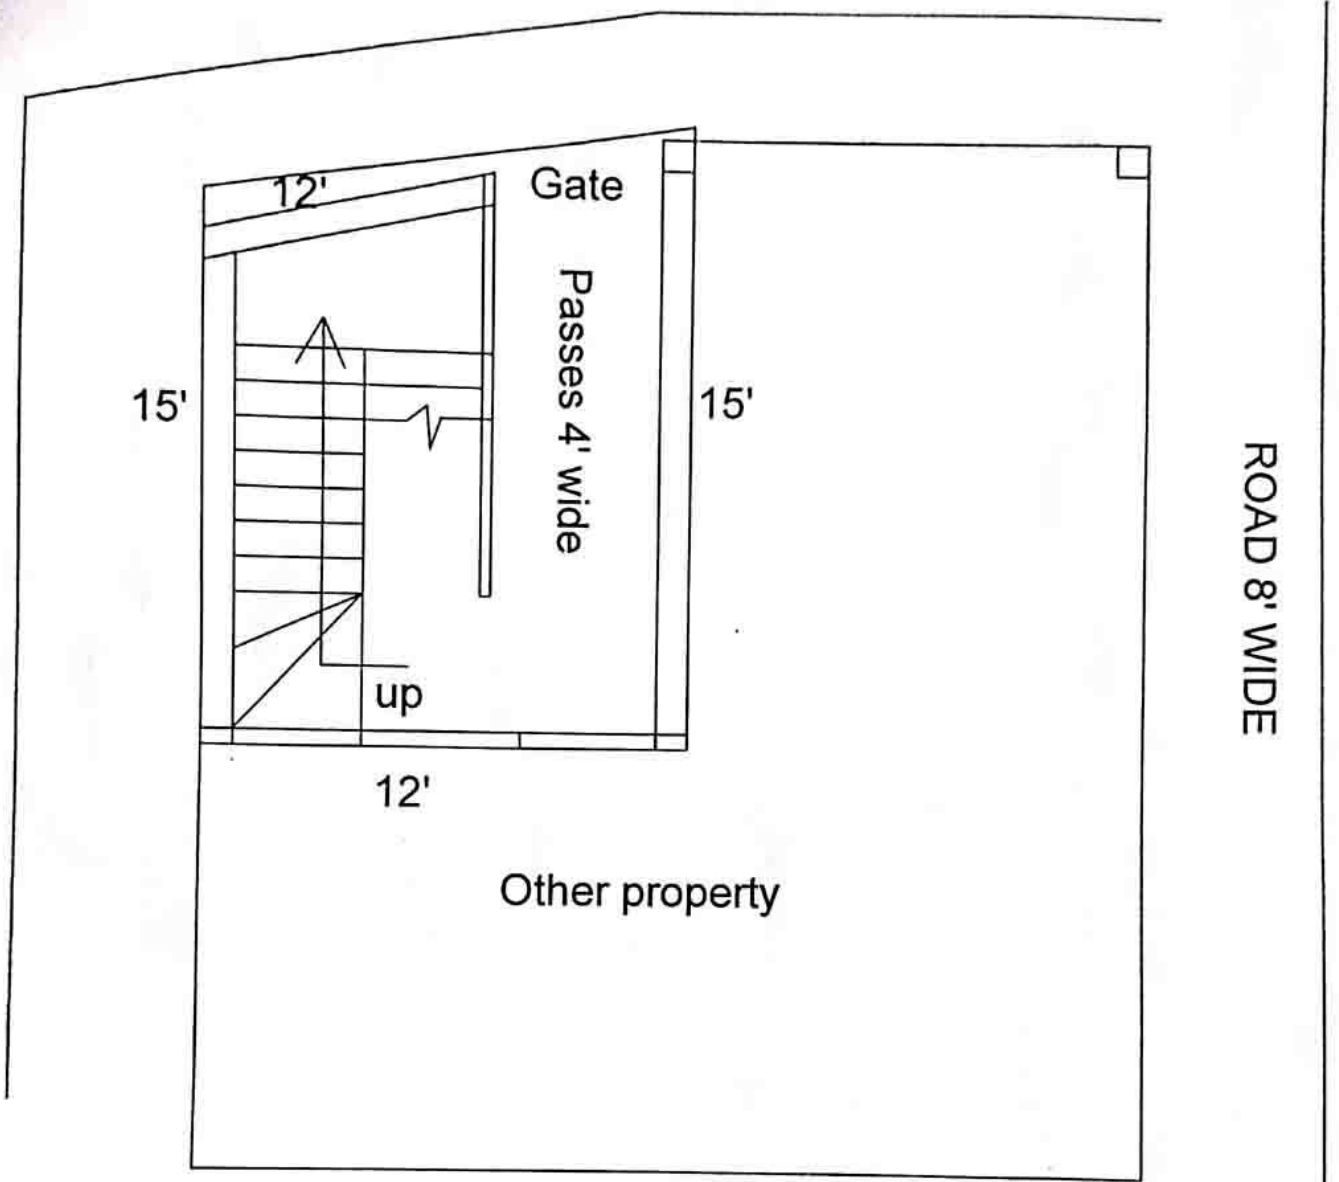 12'
Gate
Passes 4' wide
15'
15'
ROAD 8' WIDE
up
12'
Other property